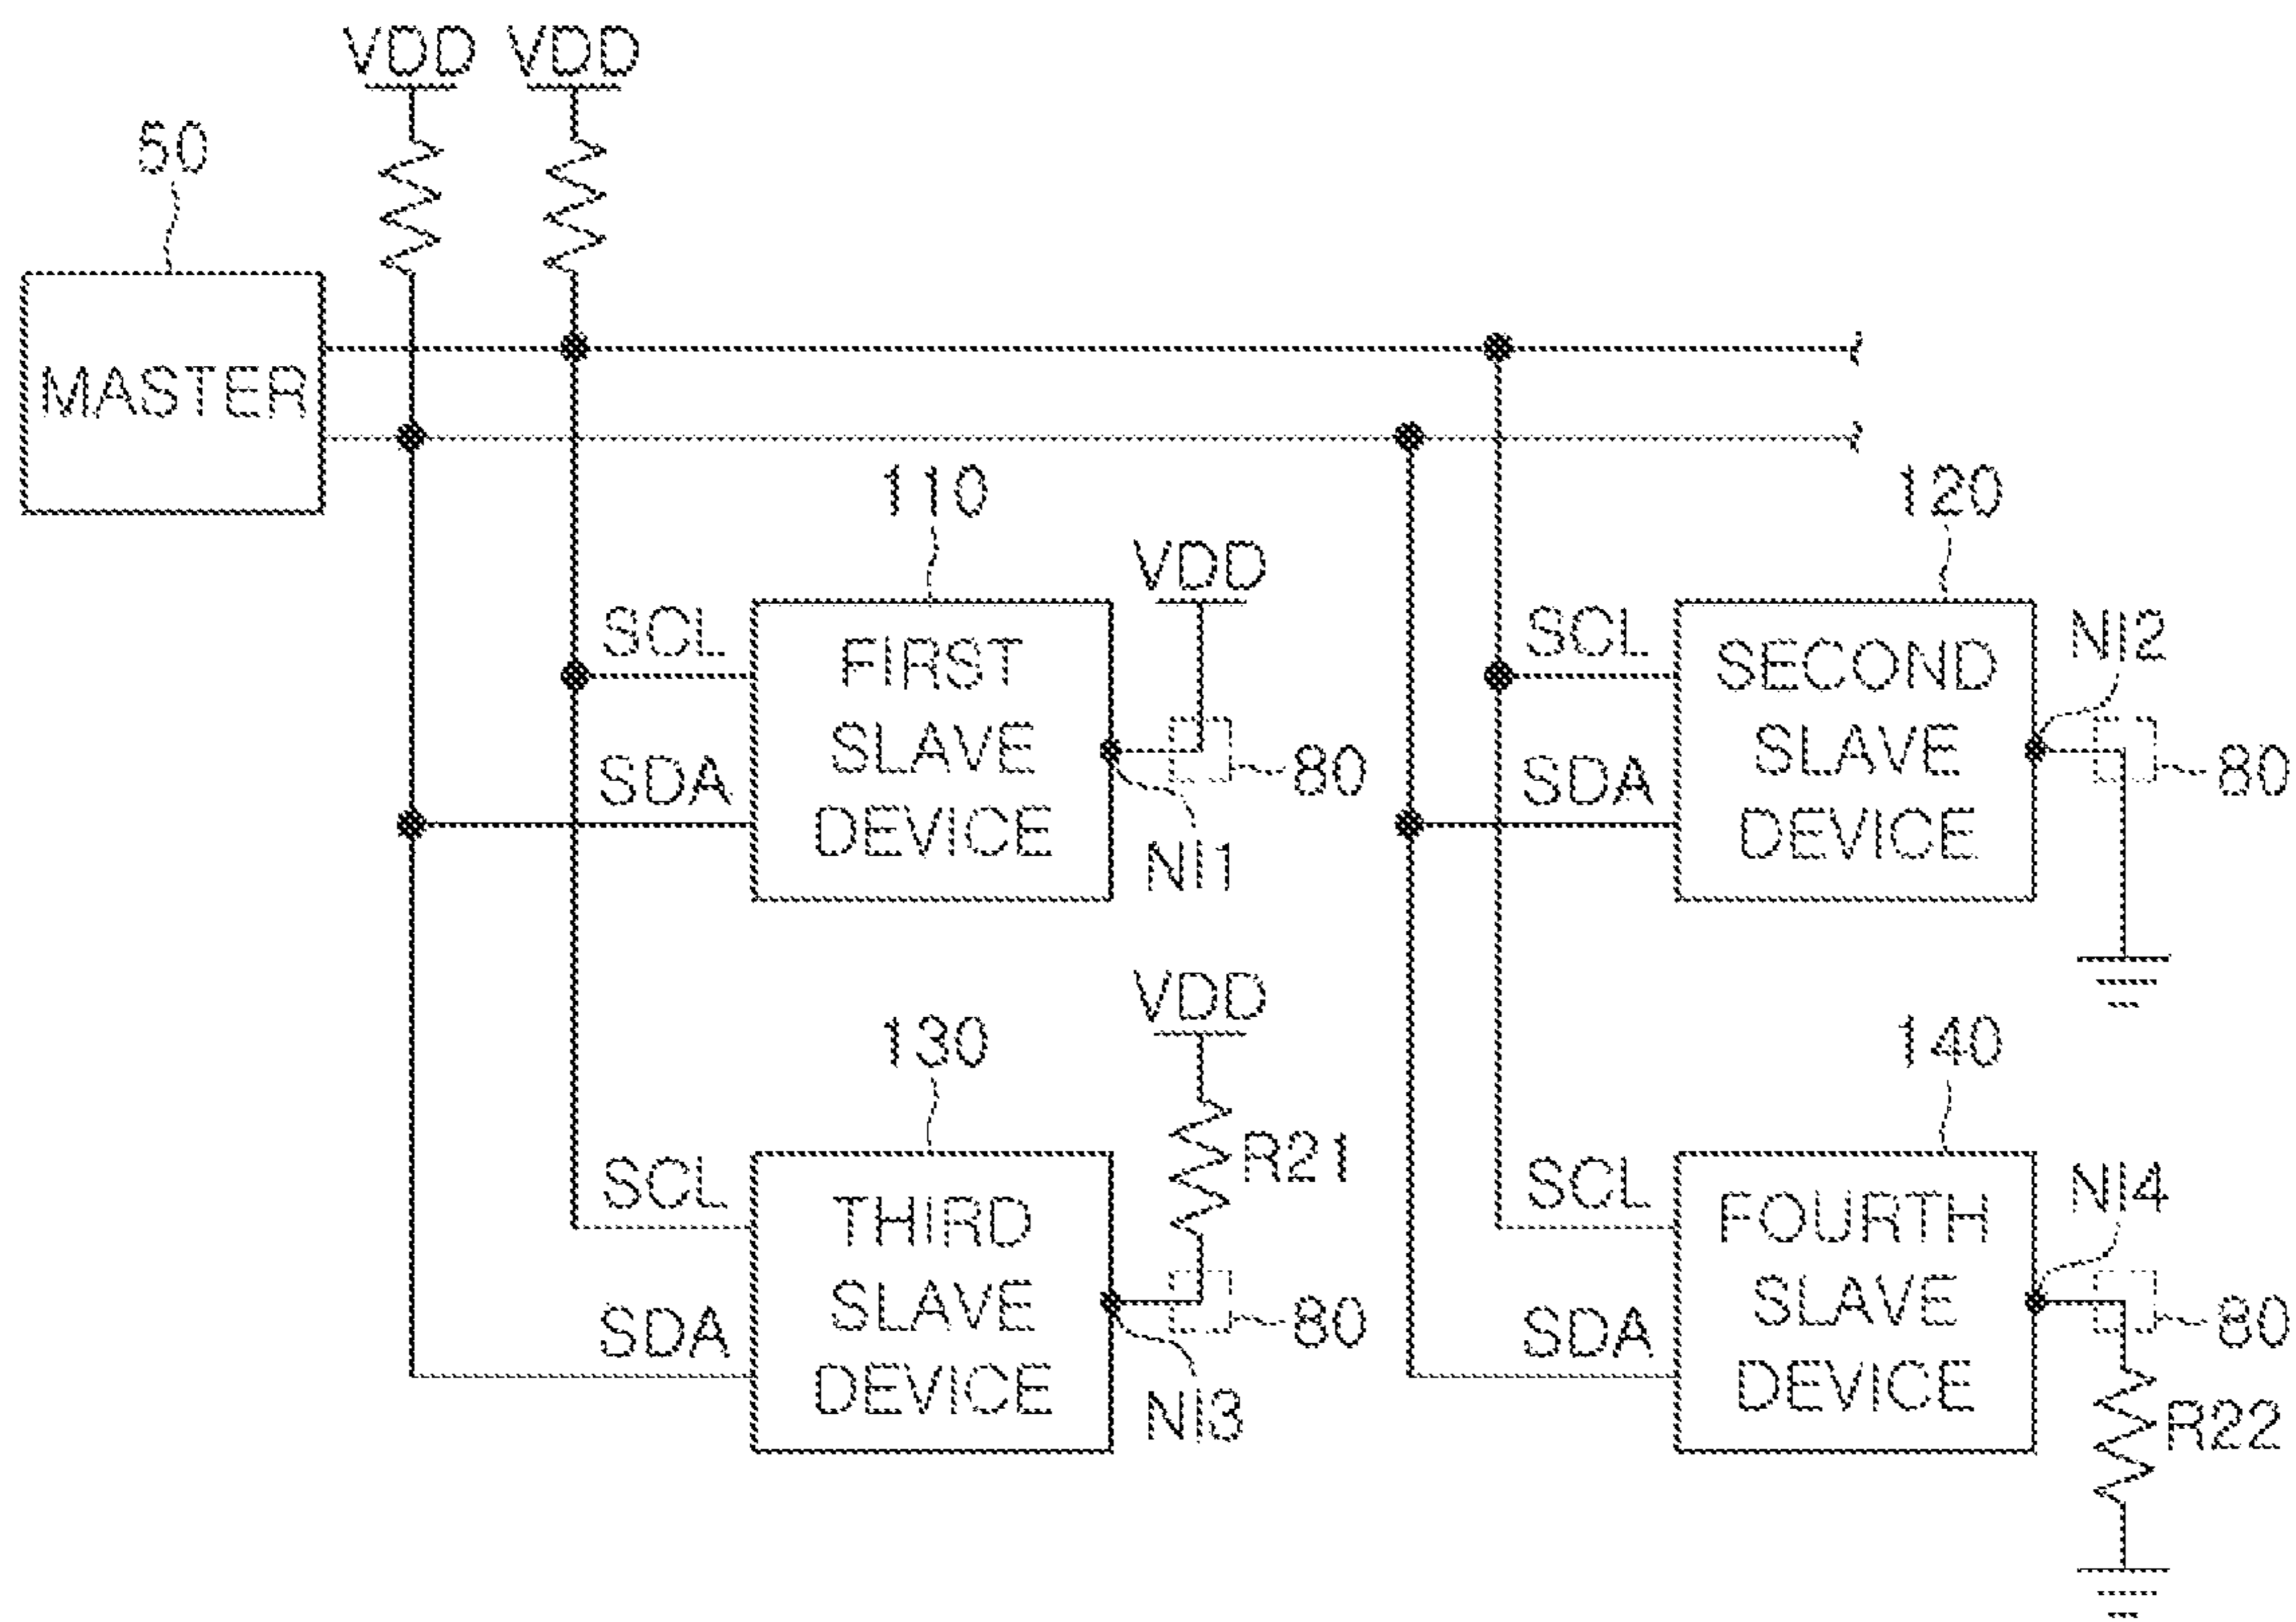 VDD VDD
50
MASTER
110
120
VDD
SCL
FIRST
SLAVE
DEVICE
SDA
NI1
80
SCL
SECOND
SLAVE
DEVICE
SDA
NI2
80
VDD
130
140
R21
SCL
THIRD
SLAVE
DEVICE
SDA
NI3
80
SCL
FOURTH
SLAVE
DEVICE
SDA
NI4
80
R22